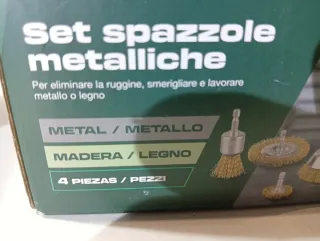 Set spazzole
metalliche
Per eliminare la ruggine, smerigliare e lavorare
metallo o legno
METAL / METALLO
MADERA / LEGNO
4 PIEZAS / PEZZI